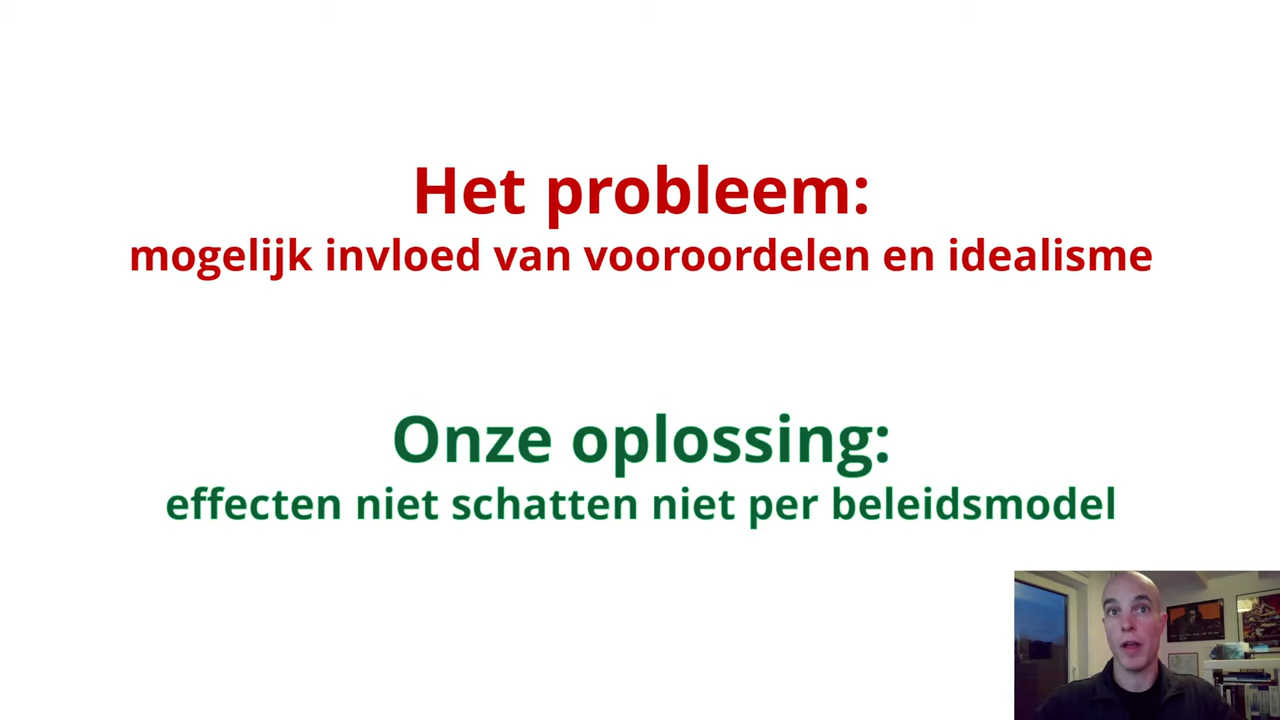 Het probleem:
mogelijk invloed van vooroordelen en idealisme
Onze oplossing:
effecten niet schatten niet per beleidsmodel